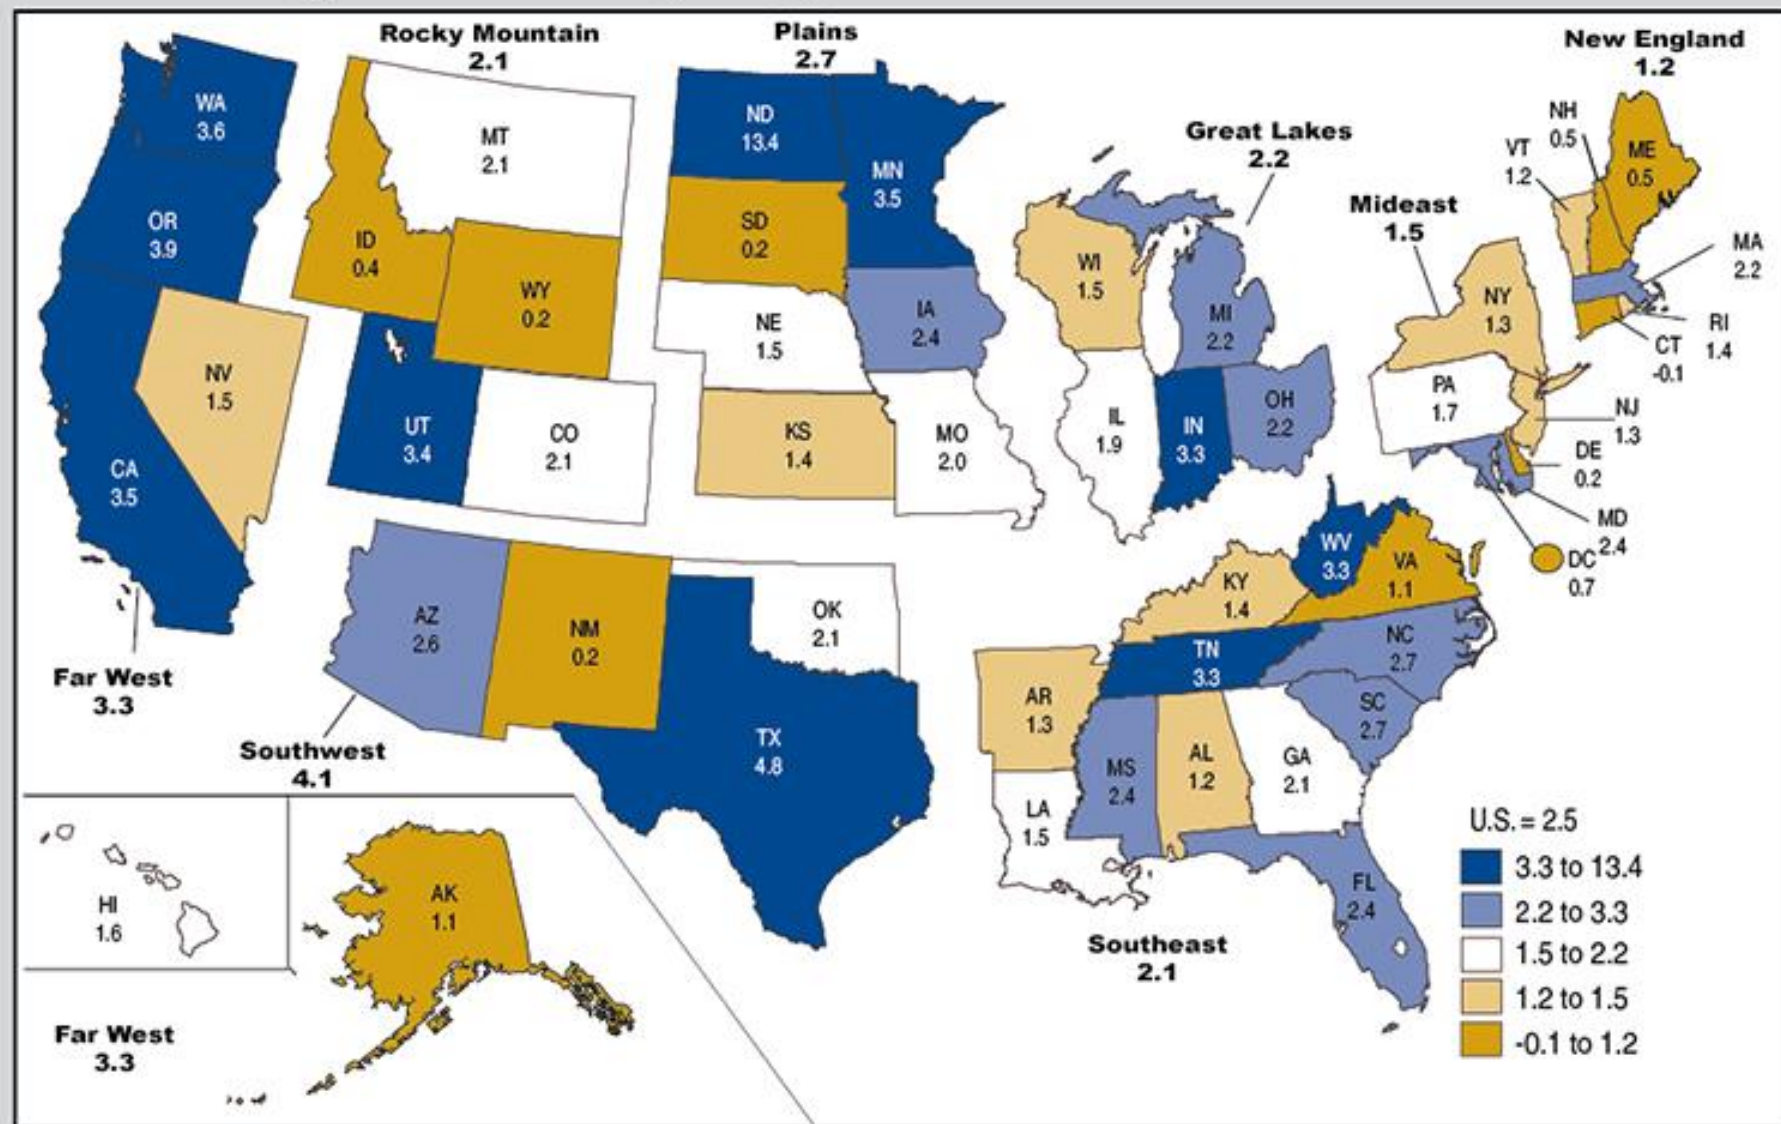 Rocky Mountain
2.1
Plains
2.7
New England
1.2
Great Lakes
2.2
Mideast
1.5
WA
3.6
OR
3.9
CA
3.5
NV
1.5
Far West
3.3
MT
2.1
ID
0.4
WY
0.2
UT
3.4
CO
2.1
ND
13.4
MN
3.5
SD
0.2
NE
1.5
IA
2.4
KS
1.4
MO
2.0
WI
1.5
MI
2.2
IL
1.9
IN
3.3
OH
2.2
NH
0.5
VT
1.2
ME
0.5
MA
2.2
RI
1.4
CT
-0.1
NY
1.3
PA
1.7
NJ
1.3
DE
0.2
MD
2.4
DC
0.7
AZ
2.6
NM
0.2
OK
2.1
TX
4.8
Southwest
4.1
WV
3.3
VA
1.1
KY
1.4
TN
3.3
NC
2.7
SC
2.7
AR
1.3
MS
2.4
AL
1.2
GA
2.1
LA
1.5
FL
2.4
Southeast
2.1
HI
1.6
AK
1.1
Far West
3.3
U.S. = 2.5
3.3 to 13.4
2.2 to 3.3
1.5 to 2.2
1.2 to 1.5
-0.1 to 1.2